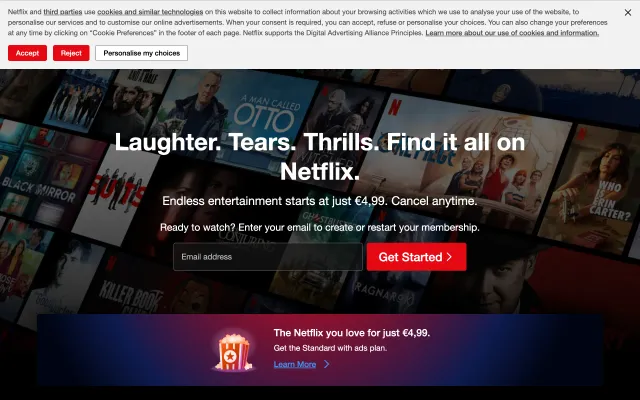 Netflix and third parties use cookies and similar technologies on this website to collect information about your browsing activities which we use to analyse your use of the website, to
personalise our services and to customise our online advertisements. When your consent is required, you can accept, refuse or personalise your choices. You can also change your preferences
at any time by clicking on "Cookie Preferences" in the footer of each page. Netflix supports the Digital Advertising Alliance Principles. Learn more about our use of cookies and information.
Accept
Reject
Personalise my choices
A MAN CALLED
OTTO
BLACK MIRROR
SUITS
WHO
IS
ERIN
CARTER?
Laughter. Tears. Thrills. Find it all on
Netflix.
Endless entertainment starts at just €4,99. Cancel anytime.
Ready to watch? Enter your email to create or restart your membership.
GHOSTBUSTERS
CONJURING
Email address
Get Started
KILLER BOOK
CLUB
RAGNAROK
The Netflix you love for just €4,99.
Get the Standard with ads plan.
Learn More